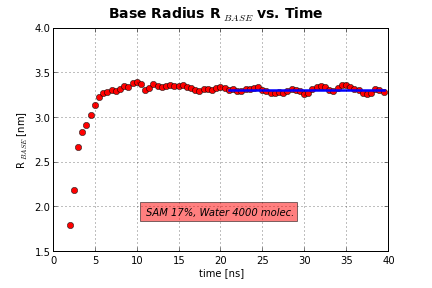 Base Radius R BASE vs. Time
4.0
3.5
3.0
2.5
2.0
1.5
R BASE [nm]
SAM 17%, Water 4000 molec.
0 5 10 15 20 25 30 35 40
time [ns]